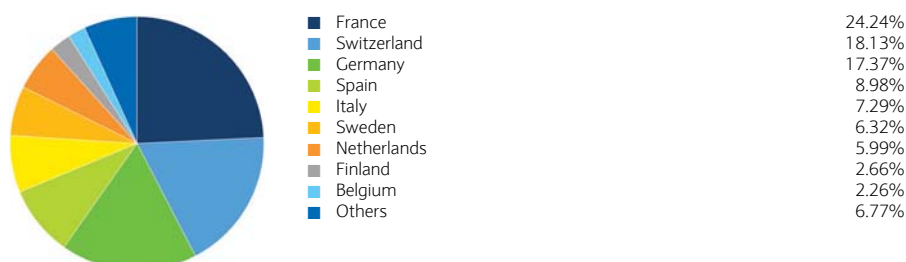 France 24.24%
Switzerland 18.13%
Germany 17.37%
Spain 8.98%
Italy 7.29%
Sweden 6.32%
Netherlands 5.99%
Finland 2.66%
Belgium 2.26%
Others 6.77%